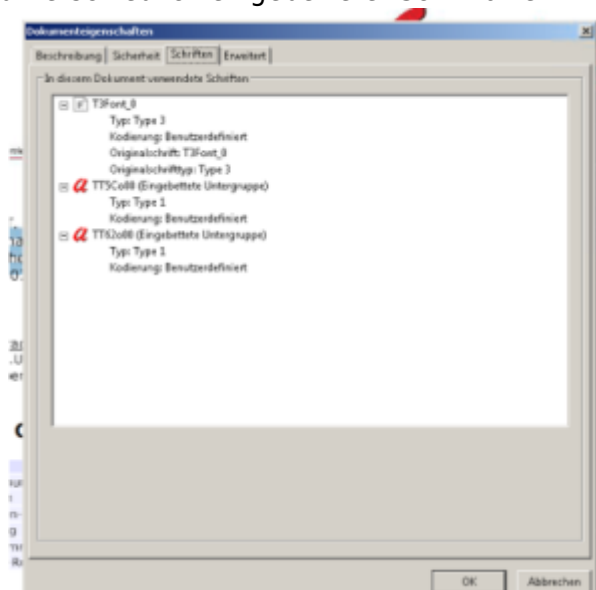 Dokumenteigenschaften
Beschreibung Sicherheit Schriften Erweitert
In diesem Dokument verwendete Schriften
T3Font_0
Typ: Type 3
Kodierung: Benutzerdefiniert
Originalschrift: T3Font_0
Originalschrifttyp: Type 3
TT5Co00 (Eingebettete Untergruppe)
Typ: Type 1
Kodierung: Benutzerdefiniert
TT62o00 (Eingebettete Untergruppe)
Typ: Type 1
Kodierung: Benutzerdefiniert
OK Abbrechen